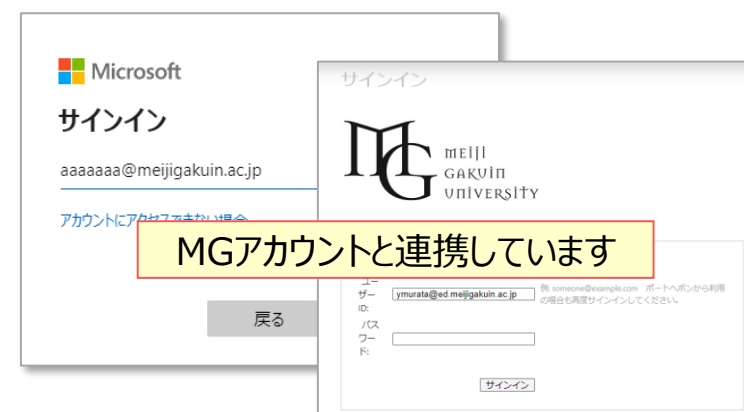 Microsoft
サインイン
aaaaaaa@meijigakuin.ac.jp
アカウントにアクセスできない場合
戻る
サインイン
MG
MEIJI
GAKUIN
UNIVERSITY
MGアカウントと連携しています
ユー
ザー
ID:
ymurata@ed.meijigakuin.ac.jp
例: someone@example.com ポートヘボンから利用
の場合も再度サインインしてください。
パス
ワー
ド:
サインイン